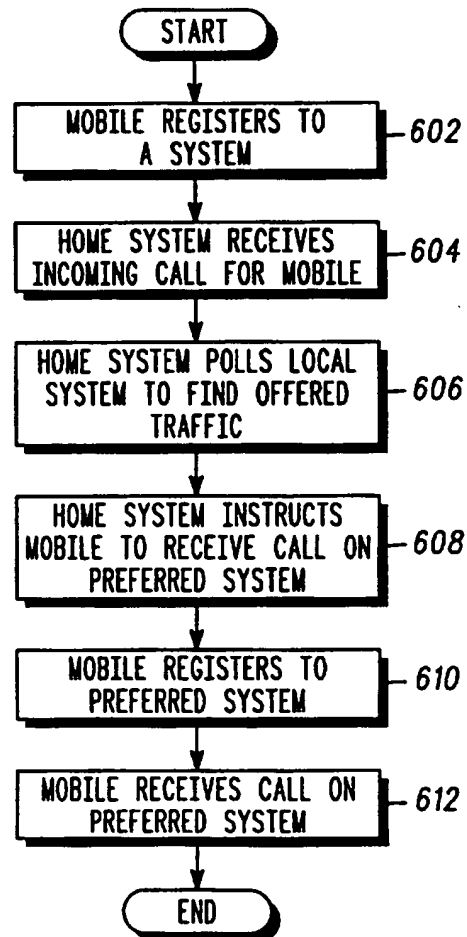 START
MOBILE REGISTERS TO
A SYSTEM
602
HOME SYSTEM RECEIVES
INCOMING CALL FOR MOBILE
604
HOME SYSTEM POLLS LOCAL
SYSTEM TO FIND OFFERED
TRAFFIC
606
HOME SYSTEM INSTRUCTS
MOBILE TO RECEIVE CALL ON
PREFERRED SYSTEM
608
MOBILE REGISTERS TO
PREFERRED SYSTEM
610
MOBILE RECEIVES CALL ON
PREFERRED SYSTEM
612
END